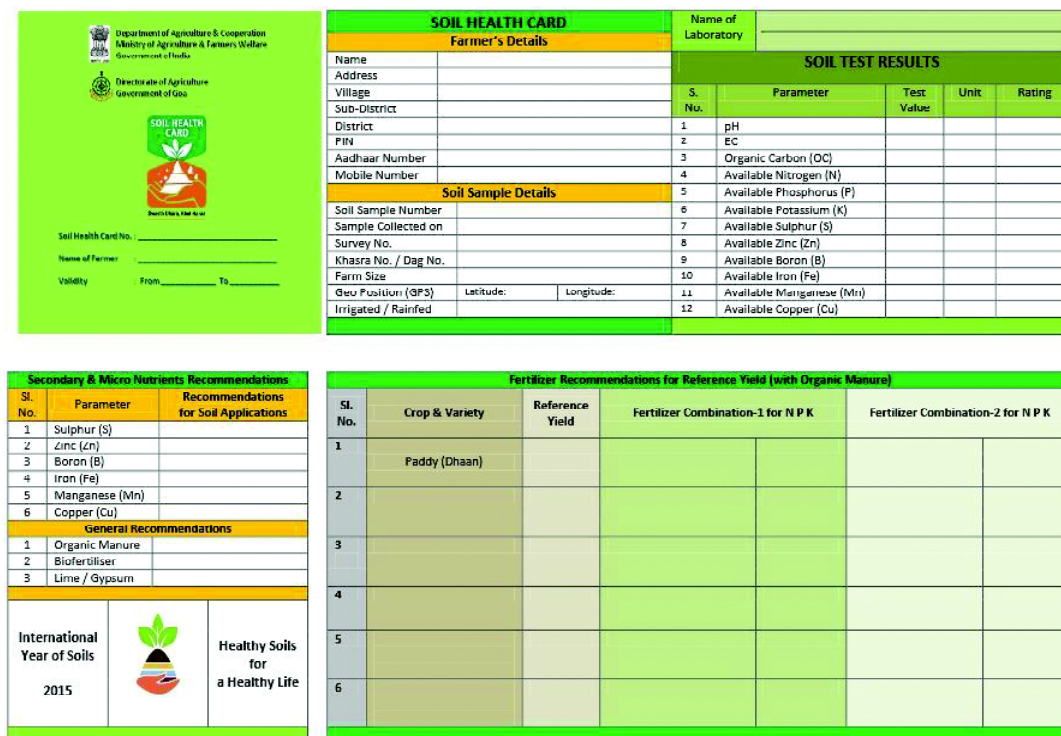 Department of Agriculture & Cooperation
Ministry of Agriculture & Farmers Welfare
Government of India
Directorate of Agriculture
Government of Goa
SOIL HEALTH CARD
Soil Health Card No. :
Name of Farmer :
Validity : From To
SOIL HEALTH CARD
Farmer's Details
Name
Address
Village
Sub-District
District
PIN
Aadhaar Number
Mobile Number
Soil Sample Details
Soil Sample Number
Sample Collected on
Survey No.
Khasra No. / Dag No.
Farm Size
Geo Position (GPS) Latitude: Longitude:
Irrigated / Rainfed
Name of Laboratory
SOIL TEST RESULTS
S. No. Parameter Test Value Unit Rating
1 pH
2 EC
3 Organic Carbon (OC)
4 Available Nitrogen (N)
5 Available Phosphorus (P)
6 Available Potassium (K)
7 Available Sulphur (S)
8 Available Zinc (Zn)
9 Available Boron (B)
10 Available Iron (Fe)
11 Available Manganese (Mn)
12 Available Copper (Cu)
Secondary & Micro Nutrients Recommendations
Sl. No. Parameter Recommendations for Soil Applications
1 Sulphur (S)
2 Zinc (Zn)
3 Boron (B)
4 Iron (Fe)
5 Manganese (Mn)
6 Copper (Cu)
General Recommendations
1 Organic Manure
2 Biofertiliser
3 Lime / Gypsum
International
Year of Soils
2015
Healthy Soils
for
a Healthy Life
Fertilizer Recommendations for Reference Yield (with Organic Manure)
Sl. No. Crop & Variety Reference Yield Fertilizer Combination-1 for N P K Fertilizer Combination-2 for N P K
1 Paddy (Dhaan)
2
3
4
5
6